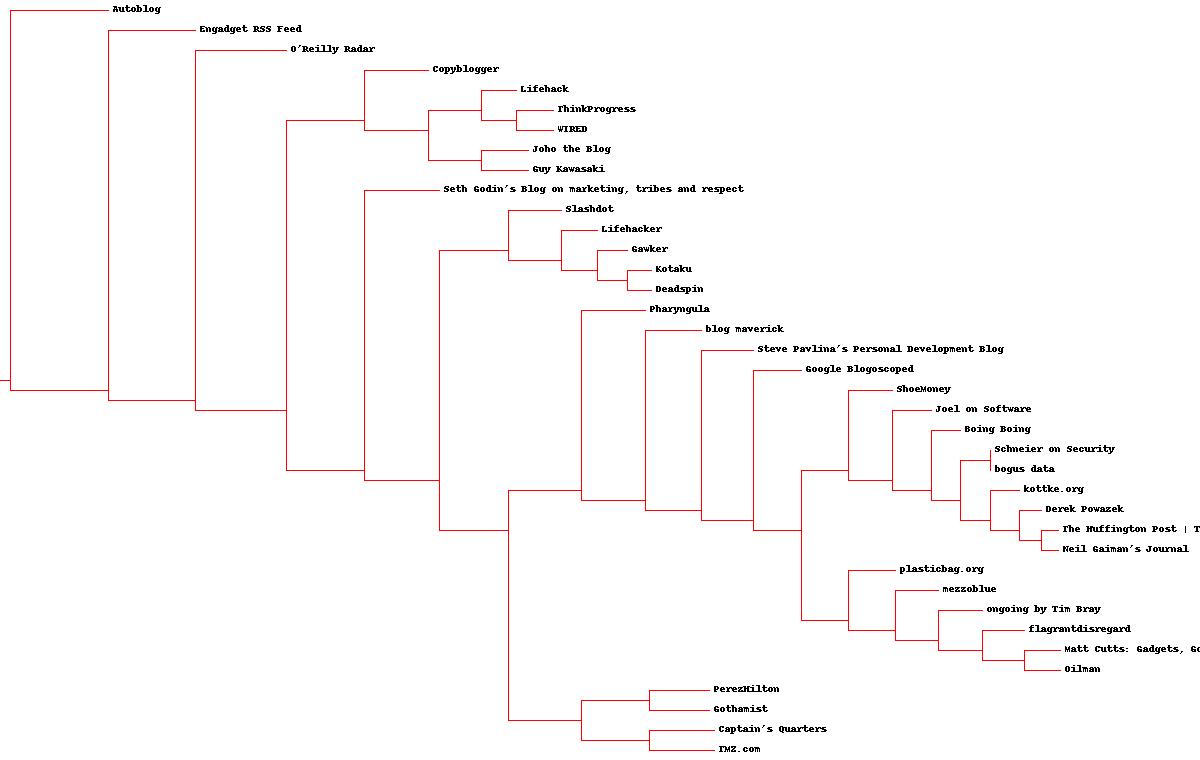 Autoblog
Engadget RSS Feed
O'Reilly Radar
Copyblogger
Lifehack
ThinkProgress
WIRED
Joho the Blog
Guy Kawasaki
Seth Godin's Blog on marketing, tribes and respect
Slashdot
Lifehacker
Gawker
Kotaku
Deadspin
Pharyngula
blog maverick
Steve Pavlina's Personal Development Blog
Google Blogoscoped
ShoeMoney
Joel on Software
Boing Boing
Schneier on Security
bogus data
kottke.org
Derek Powazek
The Huffington Post | T
Neil Gaiman's Journal
plasticbag.org
mezzoblue
ongoing by Tim Bray
flagrantdisregard
Matt Cutts: Gadgets, Go
Oilman
PerezHilton
Gothamist
Captain's Quarters
TMZ.com